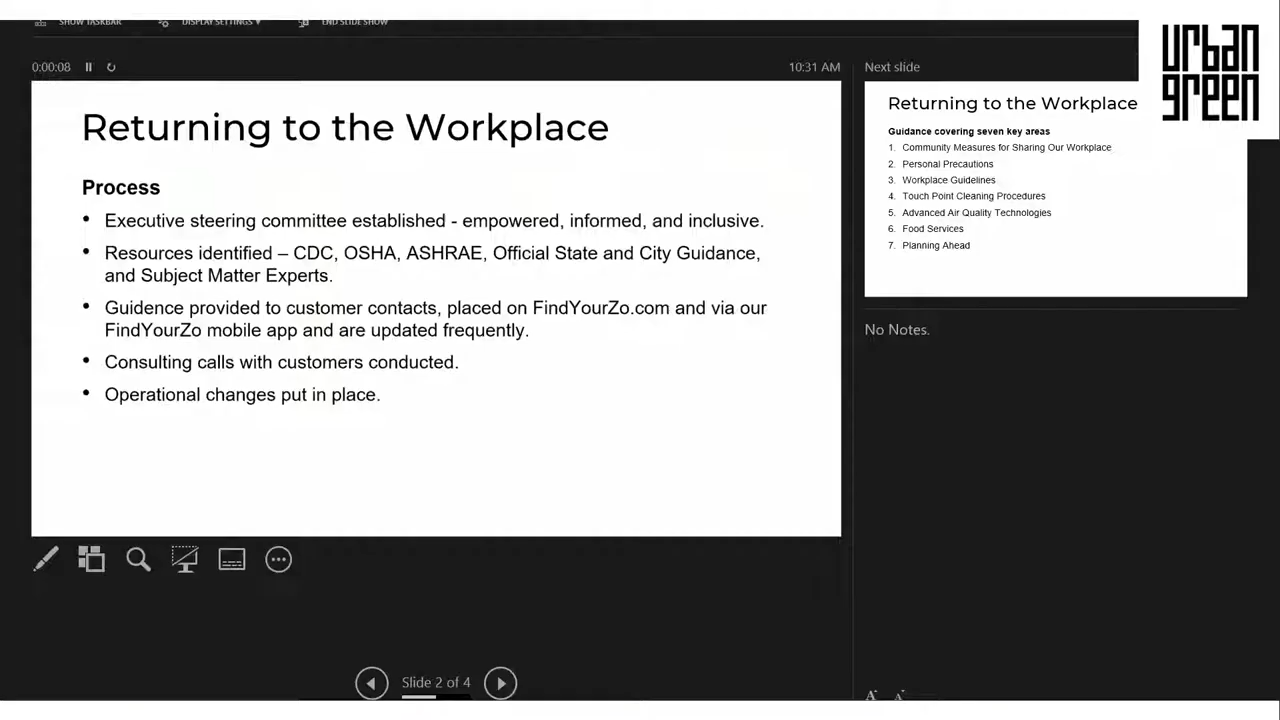 SHOW TASKBAR
DISPLAY SETTINGS ▾
END SLIDE SHOW
urban
green
0:00:08
10:31 AM
Next slide
Returning to the Workplace
Process
• Executive steering committee established - empowered, informed, and inclusive.
• Resources identified – CDC, OSHA, ASHRAE, Official State and City Guidance,
and Subject Matter Experts.
• Guidence provided to customer contacts, placed on FindYourZo.com and via our
FindYourZo mobile app and are updated frequently.
• Consulting calls with customers conducted.
• Operational changes put in place.
Returning to the Workplace
Guidance covering seven key areas
1. Community Measures for Sharing Our Workplace
2. Personal Precautions
3. Workplace Guidelines
4. Touch Point Cleaning Procedures
5. Advanced Air Quality Technologies
6. Food Services
7. Planning Ahead
No Notes.
Slide 2 of 4
A A